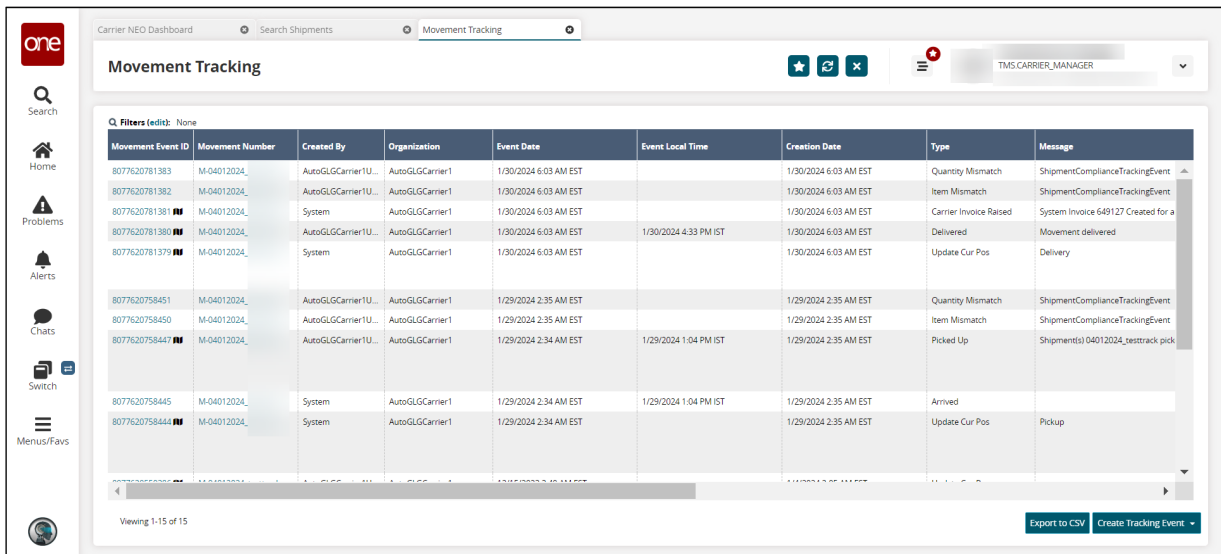 one
Carrier NEO Dashboard Search Shipments Movement Tracking
Movement Tracking
TMS.CARRIER_MANAGER
Search
Home
Problems
Alerts
Chats
Switch
Menus/Favs
Filters (edit): None
Movement Event ID Movement Number Created By Organization Event Date Event Local Time Creation Date Type Message
8077620781383 M-04012024_ AutoGLGCarrier1U... AutoGLGCarrier1 1/30/2024 6:03 AM EST 1/30/2024 6:03 AM EST Quantity Mismatch ShipmentComplianceTrackingEvent
8077620781382 M-04012024_ AutoGLGCarrier1U... AutoGLGCarrier1 1/30/2024 6:03 AM EST 1/30/2024 6:03 AM EST Item Mismatch ShipmentComplianceTrackingEvent
8077620781381 M-04012024_ System AutoGLGCarrier1 1/30/2024 6:03 AM EST 1/30/2024 6:03 AM EST Carrier Invoice Raised System Invoice 649127 Created for a
8077620781380 M-04012024_ AutoGLGCarrier1U... AutoGLGCarrier1 1/30/2024 6:03 AM EST 1/30/2024 4:33 PM IST 1/30/2024 6:03 AM EST Delivered Movement delivered
8077620781379 M-04012024_ System AutoGLGCarrier1 1/30/2024 6:03 AM EST 1/30/2024 6:03 AM EST Update Cur Pos Delivery
8077620758451 M-04012024_ AutoGLGCarrier1U... AutoGLGCarrier1 1/29/2024 2:35 AM EST 1/29/2024 2:35 AM EST Quantity Mismatch ShipmentComplianceTrackingEvent
8077620758450 M-04012024_ AutoGLGCarrier1U... AutoGLGCarrier1 1/29/2024 2:35 AM EST 1/29/2024 2:35 AM EST Item Mismatch ShipmentComplianceTrackingEvent
8077620758447 M-04012024_ AutoGLGCarrier1U... AutoGLGCarrier1 1/29/2024 2:34 AM EST 1/29/2024 1:04 PM IST 1/29/2024 2:35 AM EST Picked Up Shipment(s) 04012024_testtrack pick
8077620758445 M-04012024_ System AutoGLGCarrier1 1/29/2024 2:34 AM EST 1/29/2024 1:04 PM IST 1/29/2024 2:35 AM EST Arrived
8077620758444 M-04012024_ System AutoGLGCarrier1 1/29/2024 2:34 AM EST 1/29/2024 2:35 AM EST Update Cur Pos Pickup
Viewing 1-15 of 15
Export to CSV Create Tracking Event